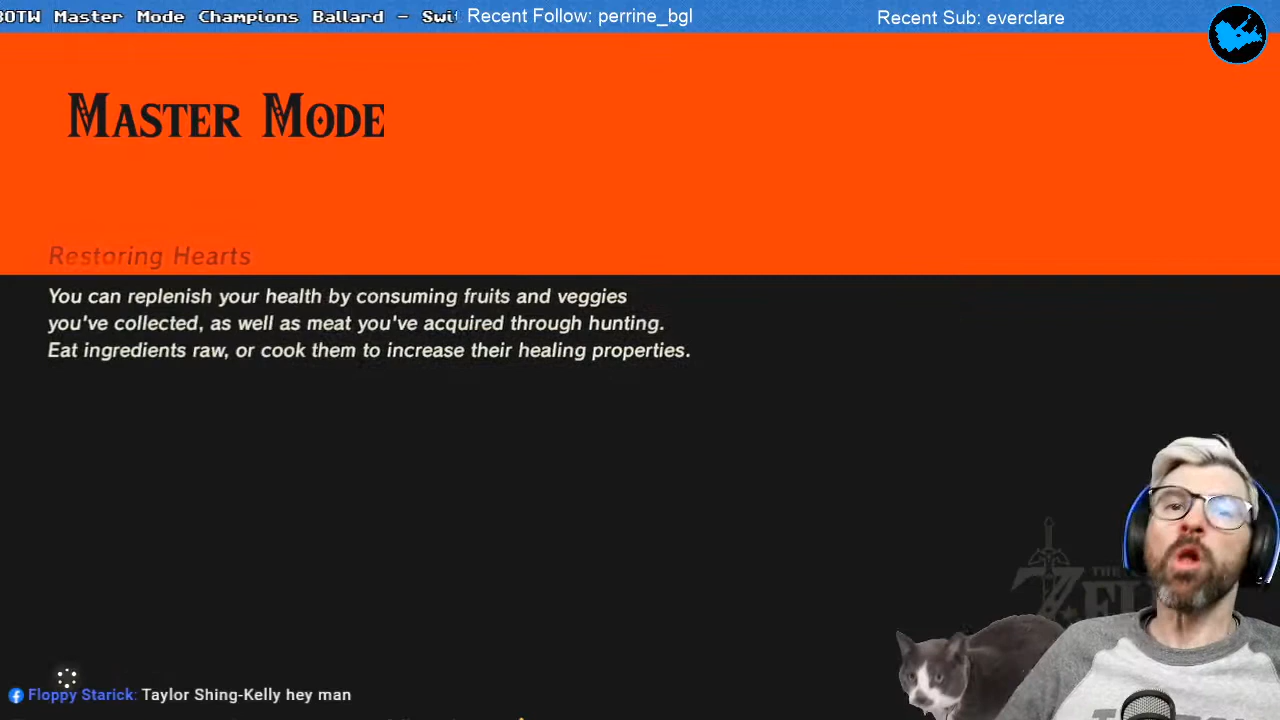 BOTW Master Mode Champions Ballard – Swi
Recent Follow: perrine_bgl
Recent Sub: everclare
MASTER MODE
Restoring Hearts
You can replenish your health by consuming fruits and veggies
you've collected, as well as meat you've acquired through hunting.
Eat ingredients raw, or cook them to increase their healing properties.
THE
ZEL
Floppy Starick: Taylor Shing-Kelly hey man